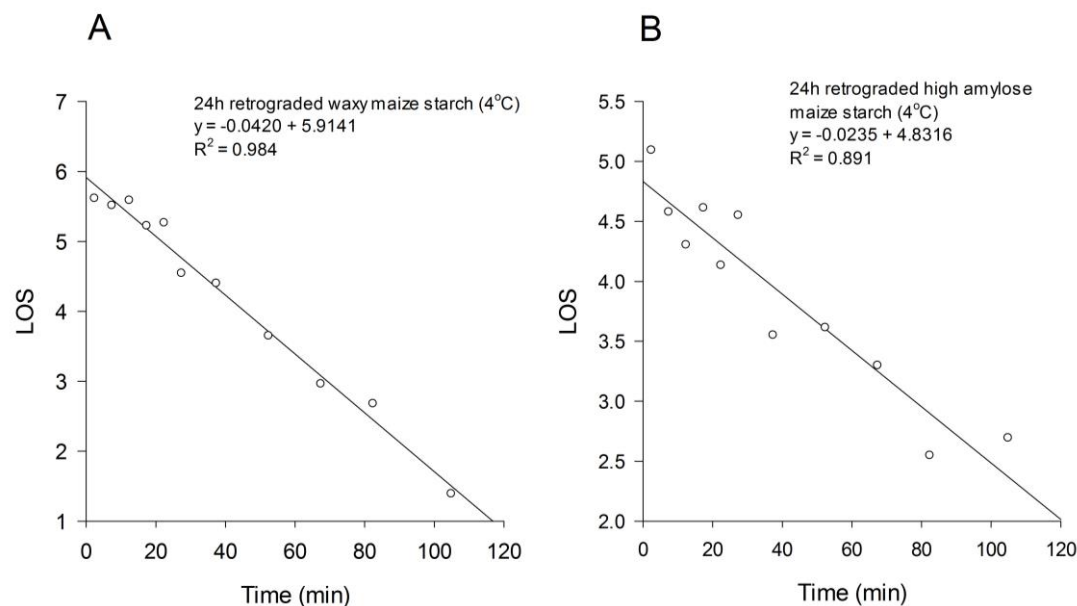 A
24h retrograded waxy maize starch (4°C)
y = -0.0420 + 5.9141
R² = 0.984
7
6
5
4
3
2
1
LOS
0 20 40 60 80 100 120
Time (min)
B
24h retrograded high amylose
maize starch (4°C)
y = -0.0235 + 4.8316
R² = 0.891
5.5
5.0
4.5
4.0
3.5
3.0
2.5
2.0
LOS
0 20 40 60 80 100 120
Time (min)